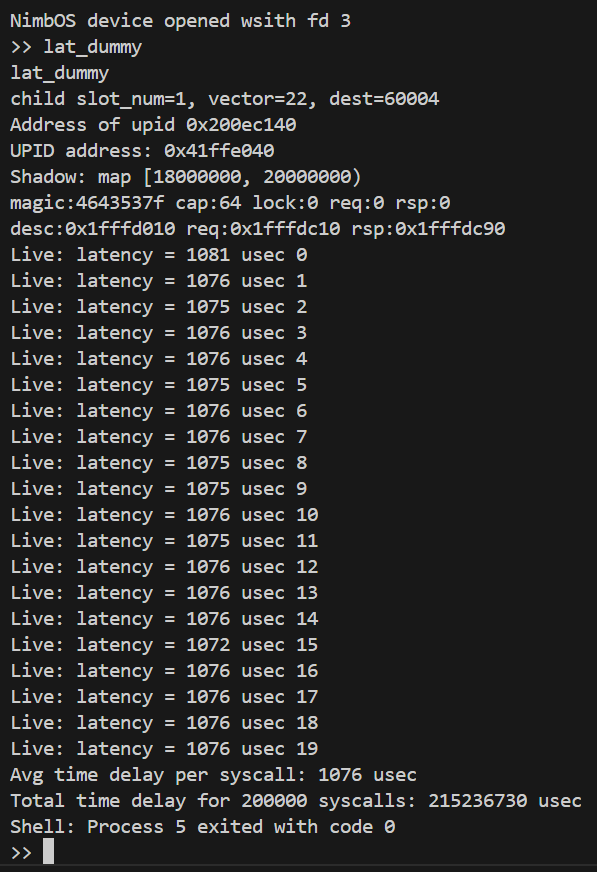 NimbOS device opened wsith fd 3
>> lat_dummy
lat_dummy
child slot_num=1, vector=22, dest=60004
Address of upid 0x200ec140
UPID address: 0x41ffe040
Shadow: map [18000000, 20000000)
magic:4643537f cap:64 lock:0 req:0 rsp:0
desc:0x1fffd010 req:0x1fffdc10 rsp:0x1fffdc90
Live: latency = 1081 usec 0
Live: latency = 1076 usec 1
Live: latency = 1075 usec 2
Live: latency = 1076 usec 3
Live: latency = 1076 usec 4
Live: latency = 1075 usec 5
Live: latency = 1076 usec 6
Live: latency = 1076 usec 7
Live: latency = 1075 usec 8
Live: latency = 1075 usec 9
Live: latency = 1076 usec 10
Live: latency = 1075 usec 11
Live: latency = 1076 usec 12
Live: latency = 1076 usec 13
Live: latency = 1076 usec 14
Live: latency = 1072 usec 15
Live: latency = 1076 usec 16
Live: latency = 1076 usec 17
Live: latency = 1076 usec 18
Live: latency = 1076 usec 19
Avg time delay per syscall: 1076 usec
Total time delay for 200000 syscalls: 215236730 usec
Shell: Process 5 exited with code 0
>>